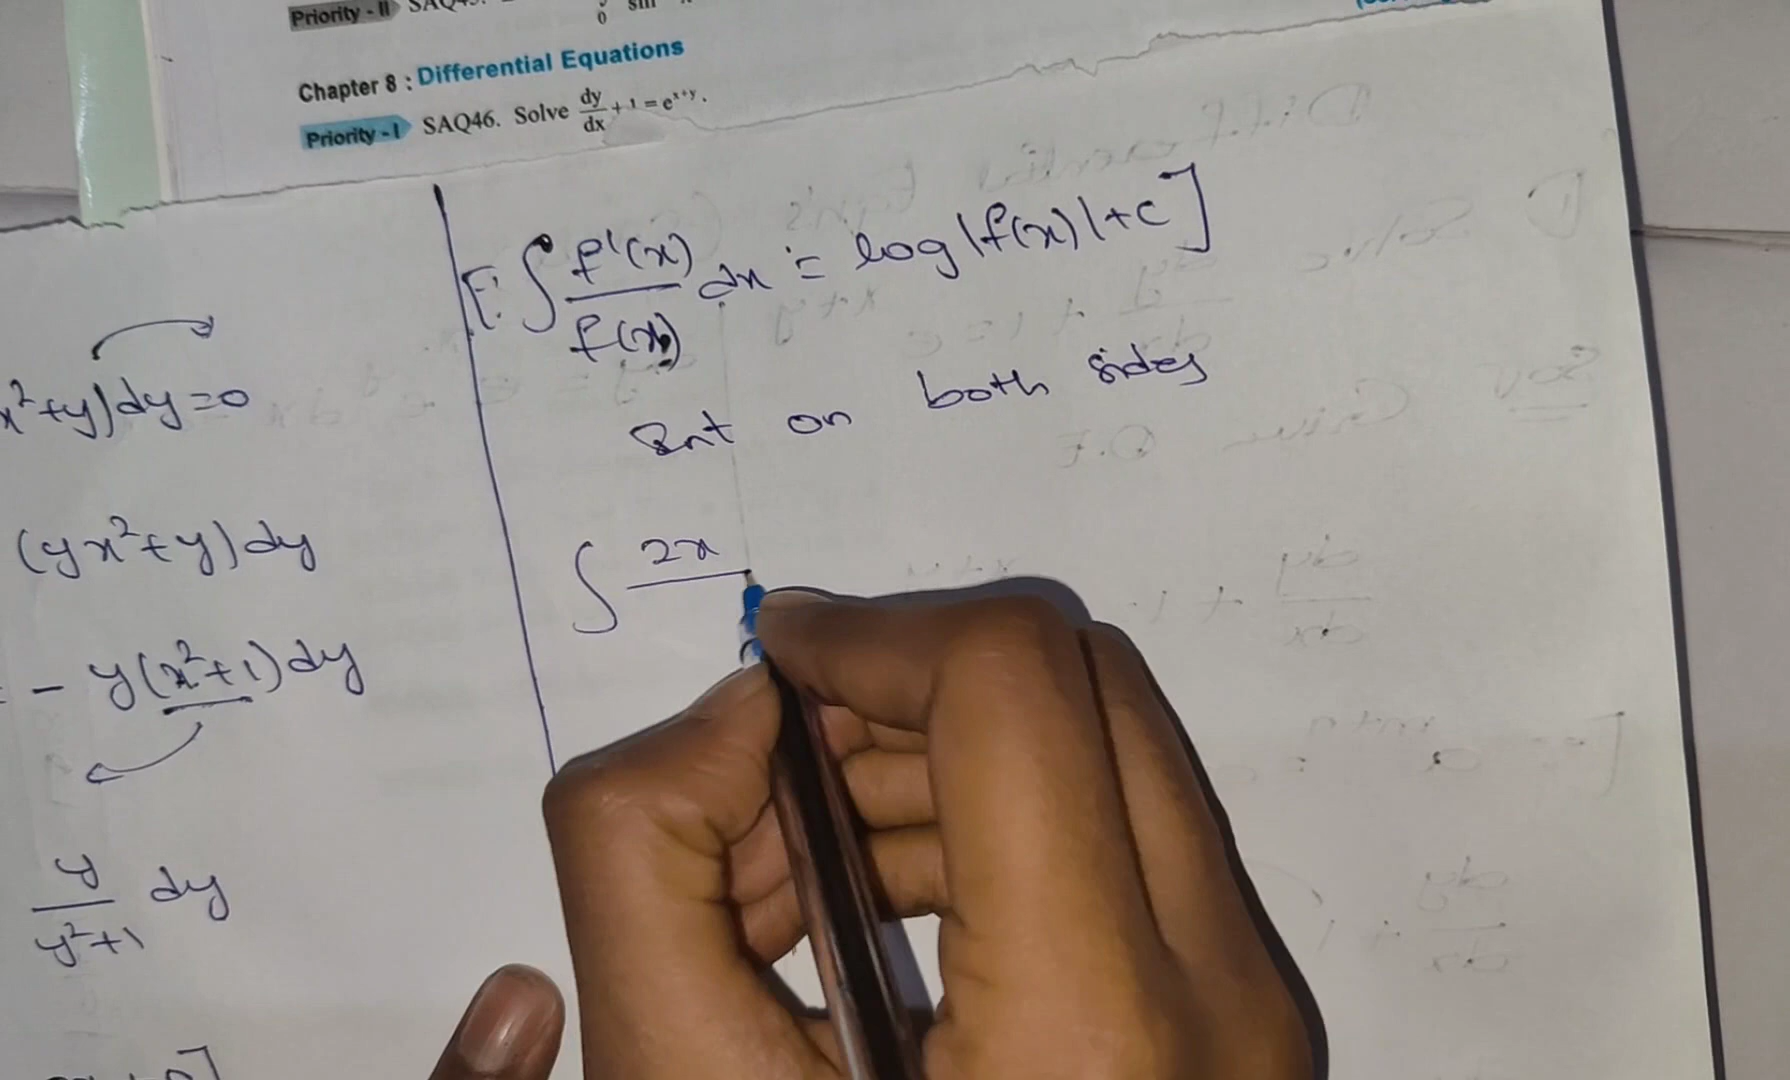 Priority - II
Chapter 8 : Differential Equations
Priority - I SAQ46. Solve dy/dx + 1 = e^(x+y).
x²+y)dy=0
(yx²+y)dy
- y(x²+1)dy
y/(y²+1) dy
[∵ ∫ f'(x)/f(x) dx = log|f(x)|+c]
Int on both sides
∫ 2x